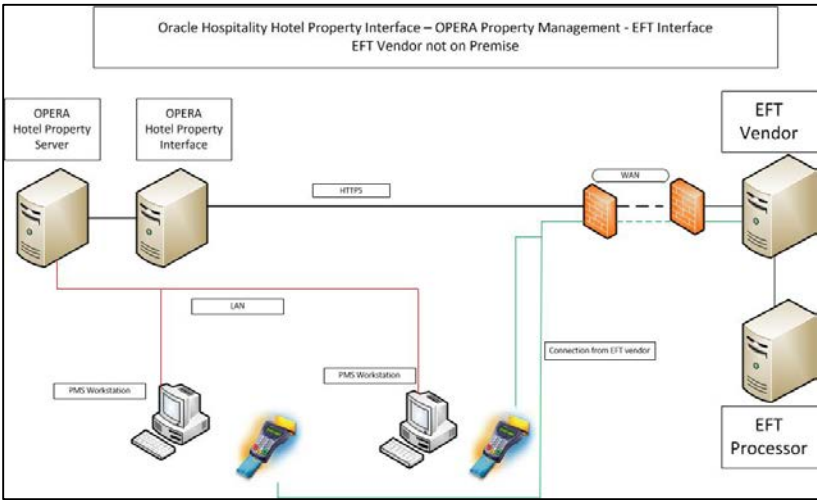 Oracle Hospitality Hotel Property Interface – OPERA Property Management - EFT Interface
EFT Vendor not on Premise
OPERA
Hotel Property
Server
OPERA
Hotel Property
Interface
EFT
Vendor
WAN
HTTPS
LAN
Connection from EFT vendor
PMS Workstation
PMS Workstation
EFT
Processor